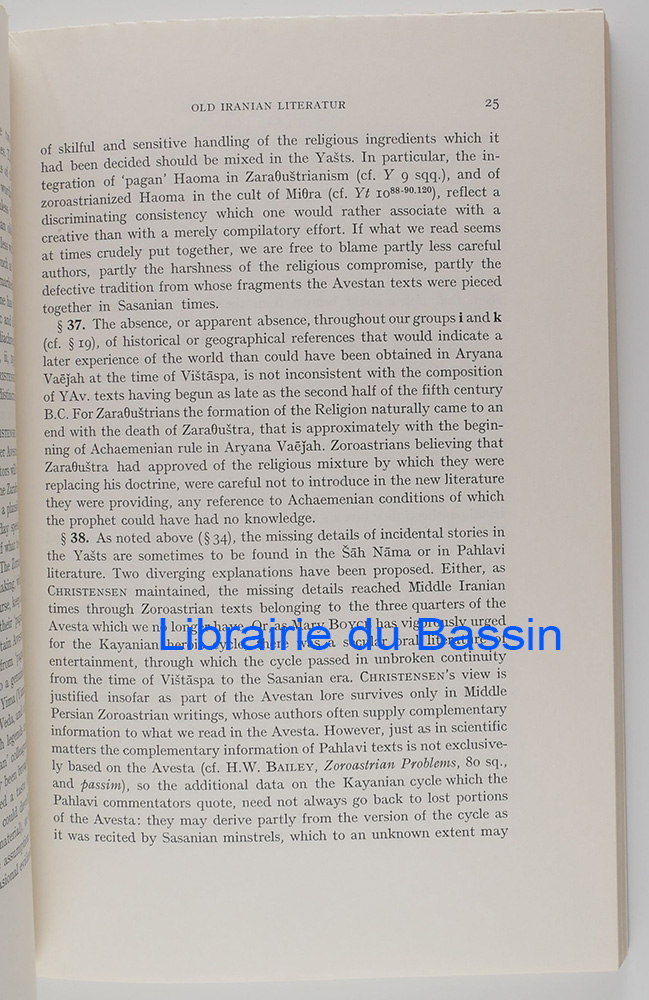 OLD IRANIAN LITERATUR 25
of skilful and sensitive handling of the religious ingredients which it
had been decided should be mixed in the Yašts. In particular, the in-
tegration of ‘pagan’ Haoma in Zaraθuštrianism (cf. Y 9 sqq.), and of
zoroastrianized Haoma in the cult of Miθra (cf. Yt 10⁸⁸⁻⁹⁰·¹²⁰), reflect a
discriminating consistency which one would rather associate with a
creative than with a merely compilatory effort. If what we read seems
at times crudely put together, we are free to blame partly less careful
authors, partly the harshness of the religious compromise, partly the
defective tradition from whose fragments the Avestan texts were pieced
together in Sasanian times.
§ 37. The absence, or apparent absence, throughout our groups i and k
(cf. § 19), of historical or geographical references that would indicate a
later experience of the world than could have been obtained in Aryana
Vaējah at the time of Vištāspa, is not inconsistent with the composition
of YAv. texts having begun as late as the second half of the fifth century
B.C. For Zaraθuštrians the formation of the Religion naturally came to an
end with the death of Zaraθuštra, that is approximately with the begin-
ning of Achaemenian rule in Aryana Vaējah. Zoroastrians believing that
Zaraθuštra had approved of the religious mixture by which they were
replacing his doctrine, were careful not to introduce in the new literature
they were providing, any reference to Achaemenian conditions of which
the prophet could have had no knowledge.
§ 38. As noted above (§ 34), the missing details of incidental stories in
the Yašts are sometimes to be found in the Šāh Nāma or in Pahlavi
literature. Two diverging explanations have been proposed. Either, as
CHRISTENSEN maintained, the missing details reached Middle Iranian
times through Zoroastrian texts belonging to the three quarters of the
Avesta which we no longer have. Or, as Mary BOYCE has vigorously urged
for the Kayanian heroic cycle, there was a secular oral literature of
Librairie du Bassin
entertainment, through which the cycle passed in unbroken continuity
from the time of Vištāspa to the Sasanian era. CHRISTENSEN's view is
justified insofar as part of the Avestan lore survives only in Middle
Persian Zoroastrian writings, whose authors often supply complementary
information to what we read in the Avesta. However, just as in scientific
matters the complementary information of Pahlavi texts is not exclusive-
ly based on the Avesta (cf. H.W. BAILEY, Zoroastrian Problems, 80 sq.,
and passim), so the additional data on the Kayanian cycle which the
Pahlavi commentators quote, need not always go back to lost portions
of the Avesta: they may derive partly from the version of the cycle as
it was recited by Sasanian minstrels, which to an unknown extent may